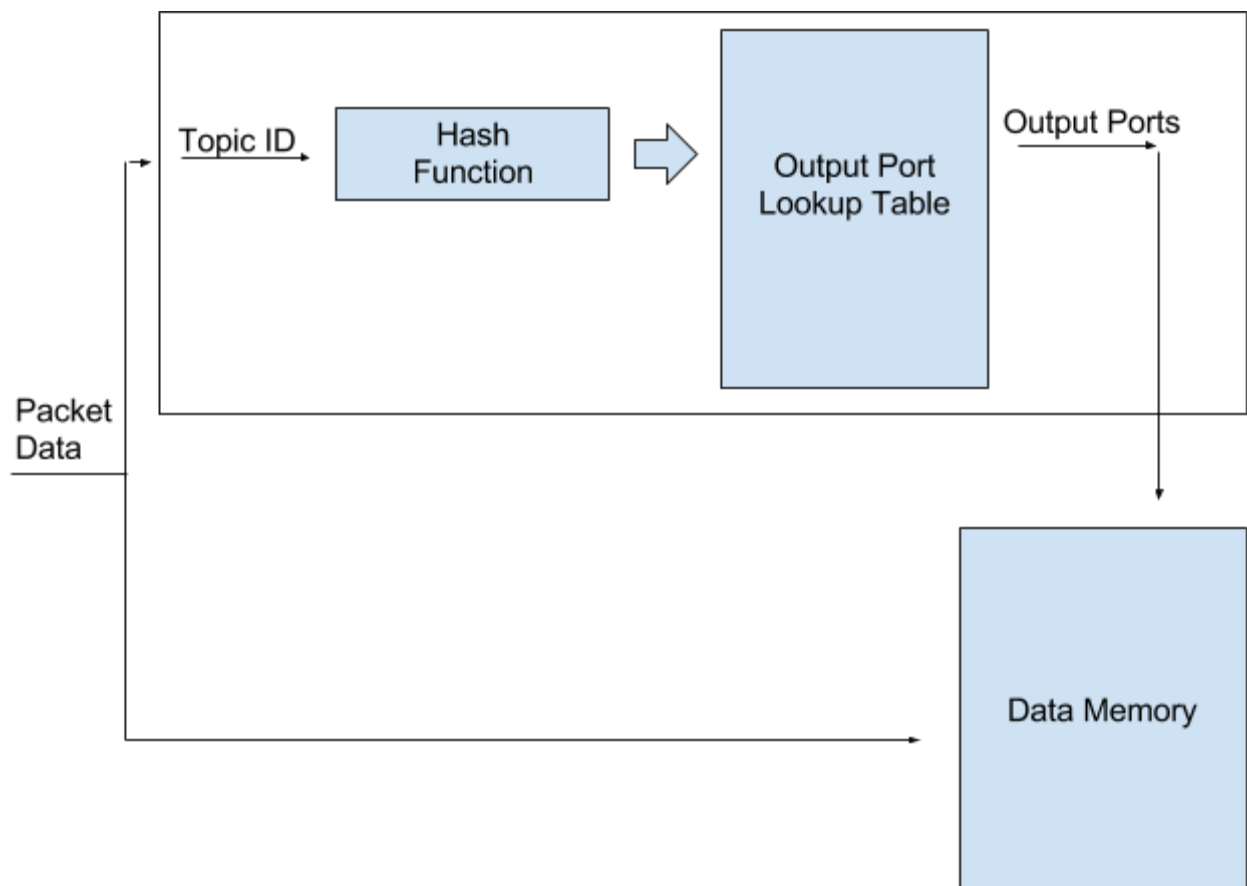 Topic ID
Hash
Function
Output Port
Lookup Table
Output Ports
Packet
Data
Data Memory